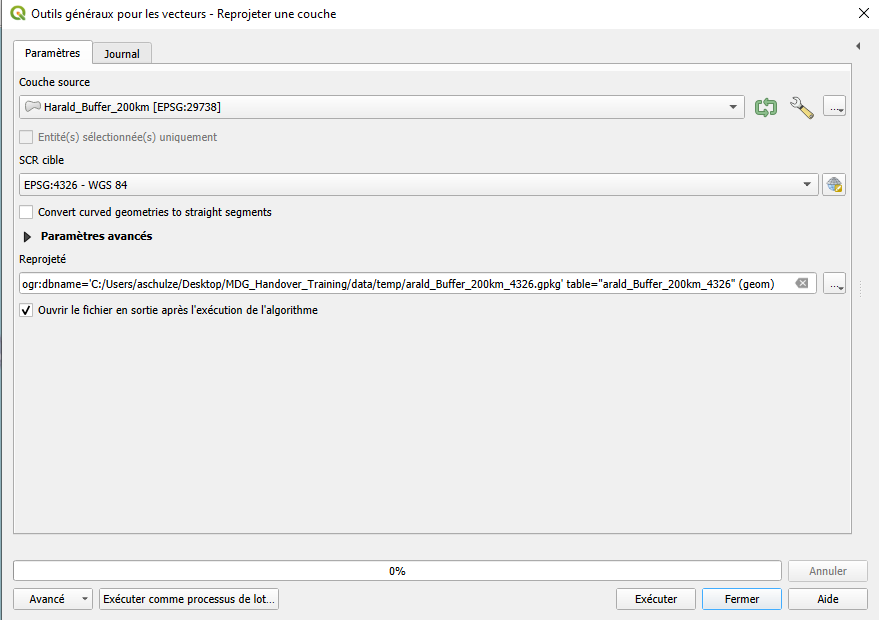 Outils généraux pour les vecteurs - Reprojeter une couche
Paramètres
Journal
Couche source
Harald_Buffer_200km [EPSG:29738]
...
Entité(s) sélectionnée(s) uniquement
SCR cible
EPSG:4326 - WGS 84
Convert curved geometries to straight segments
Paramètres avancés
Reprojeté
ogr:dbname='C:/Users/aschulze/Desktop/MDG_Handover_Training/data/temp/arald_Buffer_200km_4326.gpkg' table="arald_Buffer_200km_4326" (geom)
...
Ouvrir le fichier en sortie après l'exécution de l'algorithme
0%
Annuler
Avancé
Exécuter comme processus de lot...
Exécuter
Fermer
Aide